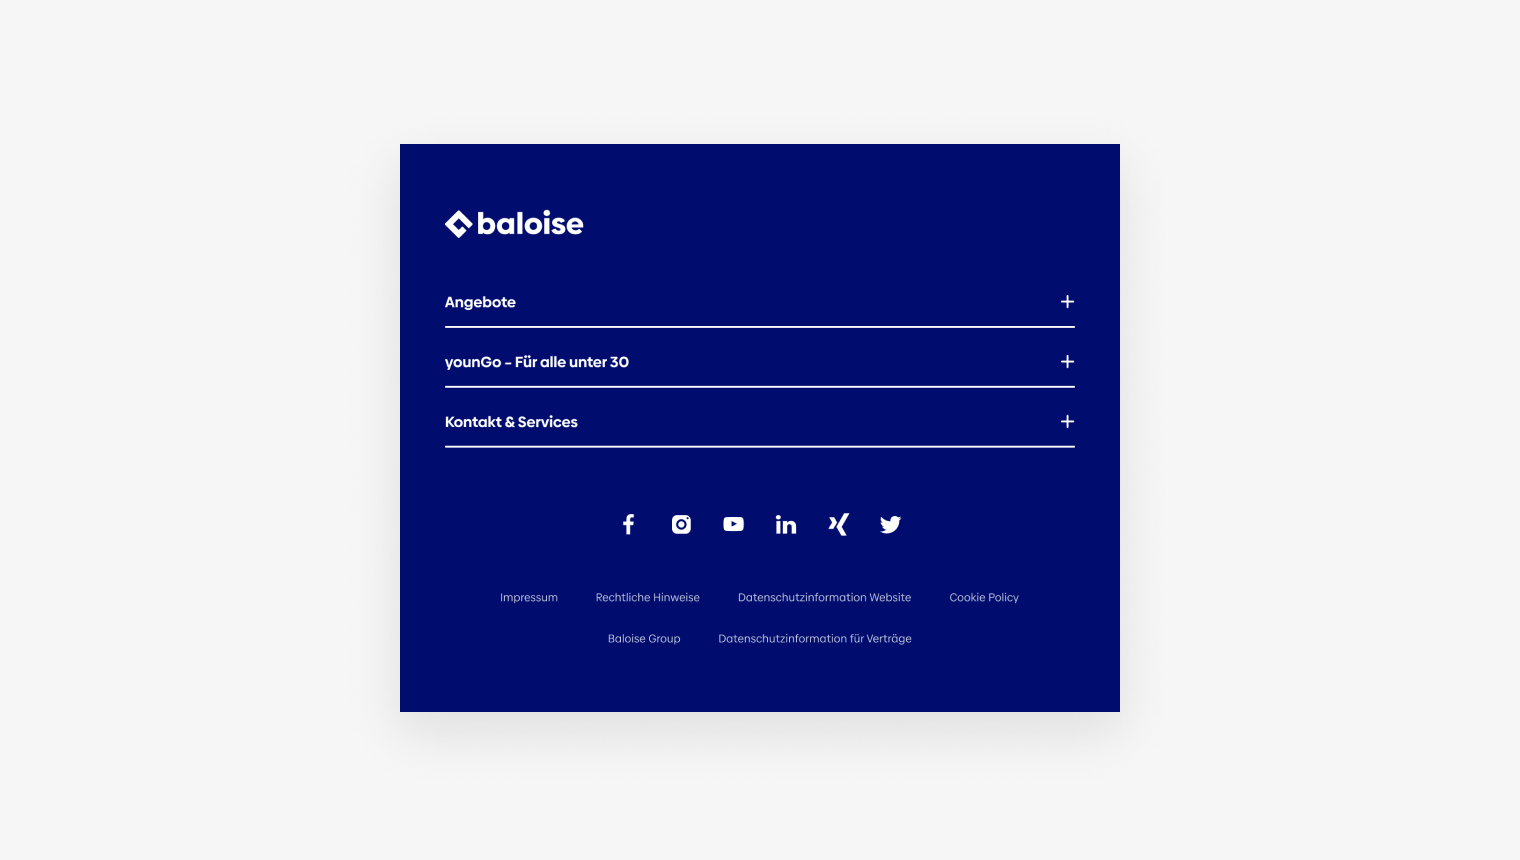 baloise
Angebote
younGo – Für alle unter 30
Kontakt & Services
Impressum Rechtliche Hinweise Datenschutzinformation Website Cookie Policy
Baloise Group Datenschutzinformation für Verträge